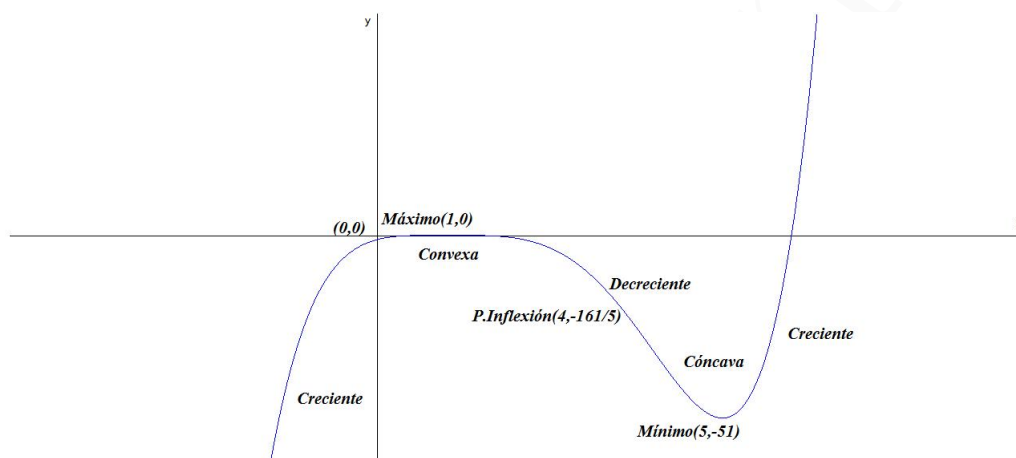 y
Máximo(1,0)
(0,0)
Convexa
Decreciente
P.Inflexión(4,-161/5)
Creciente
Cóncava
Creciente
Mínimo(5,-51)